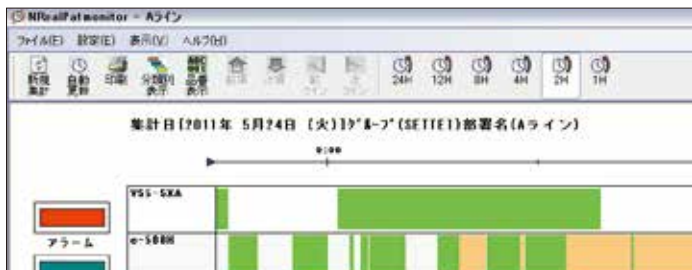 NRealPatmonitor - Aライン
ファイル(F) 設定(E) 表示(V) ヘルプ(H)
新規集計 自動更新 印刷 分類別表示 品番表示 24H 12H 8H 4H 2H 1H
集計日[2011年 5月24日 (火)]グループ(SETTE1)部署名(Aライン)
0:00
VSS-5XA
アラーム
e-500H